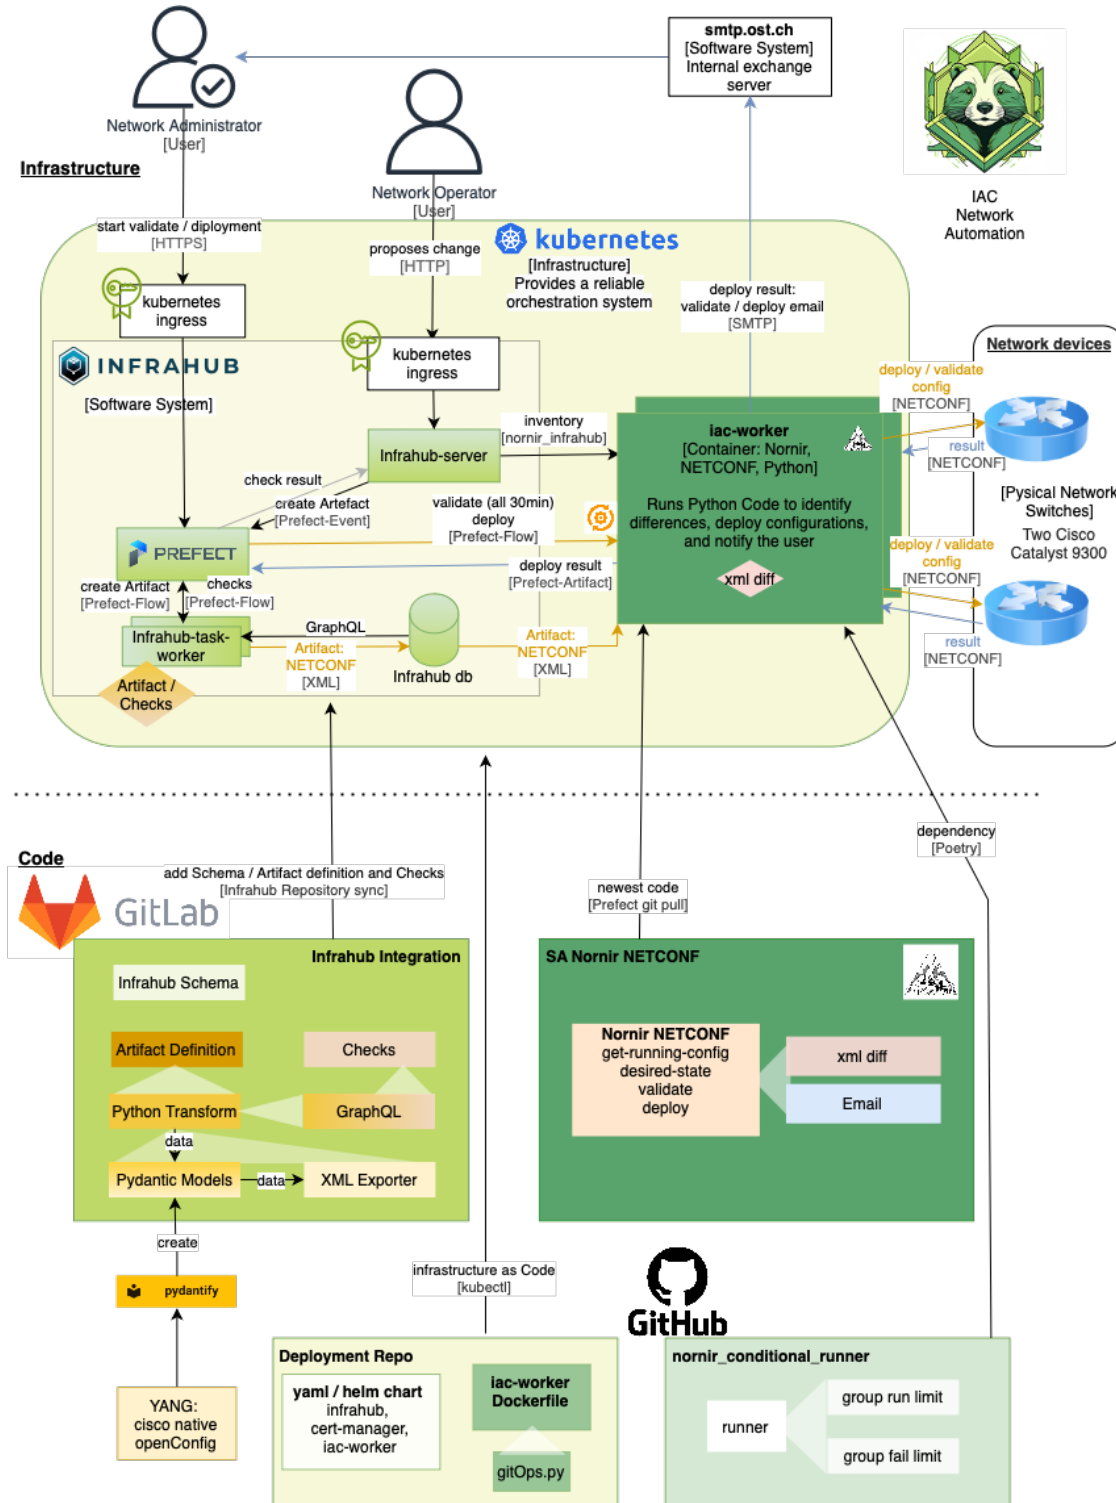 smtp.ost.ch
[Software System]
Internal exchange
server
Network Administrator
[User]
Infrastructure
Network Operator
[User]
IAC
Network
Automation
start validate / diployment
[HTTPS]
proposes change
[HTTP]
kubernetes
[Infrastructure]
Provides a reliable
orchestration system
deploy result:
validate / deploy email
[SMTP]
kubernetes
ingress
kubernetes
ingress
Network devices
INFRAHUB
[Software System]
deploy / validate
config
[NETCONF]
inventory
[nornir_infrahub]
Infrahub-server
iac-worker
[Container: Nornir,
NETCONF, Python]
Runs Python Code to identify
differences, deploy configurations,
and notify the user
xml diff
result
[NETCONF]
check result
create Artefact
[Prefect-Event]
validate (all 30min)
deploy
[Prefect-Flow]
[Pysical Network
Switches]
Two Cisco
Catalyst 9300
PREFECT
deploy result
[Prefect-Artifact]
deploy / validate
config
[NETCONF]
create Artifact
[Prefect-Flow]
checks
[Prefect-Flow]
GraphQL
Infrahub-task-
worker
Artifact:
NETCONF
[XML]
Infrahub db
Artifact:
NETCONF
[XML]
result
[NETCONF]
Artifact /
Checks
dependency
[Poetry]
Code
GitLab
add Schema / Artifact definition and Checks
[Infrahub Repository sync]
newest code
[Prefect git pull]
Infrahub Integration
Infrahub Schema
Artifact Definition
Checks
Python Transform
GraphQL
data
Pydantic Models
data
XML Exporter
SA Nornir NETCONF
Nornir NETCONF
get-running-config
desired-state
validate
deploy
xml diff
Email
create
pydantify
YANG:
cisco native
openConfig
infrastructure as Code
[kubectl]
GitHub
Deployment Repo
yaml / helm chart
infrahub,
cert-manager,
iac-worker
iac-worker
Dockerfile
gitOps.py
nornir_conditional_runner
runner
group run limit
group fail limit